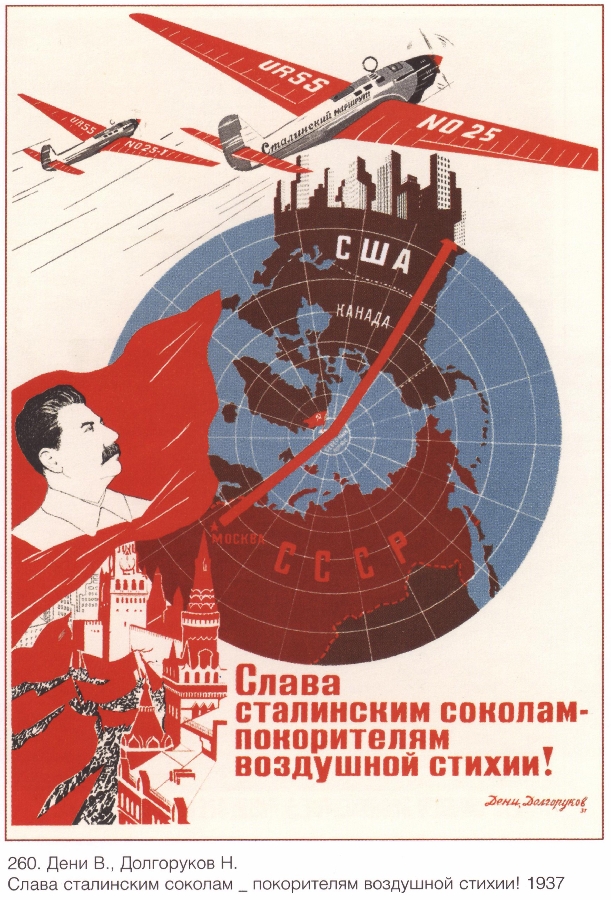 URSS
NO 25
Сталинский маршрут
URSS
NO 25-1
США
КАНАДА
МОСКВА
СССР
Слава
сталинским соколам-
покорителям
воздушной стихии!
Дени, Долгоруков
37
260. Дени В., Долгоруков Н.
Слава сталинским соколам _ покорителям воздушной стихии! 1937